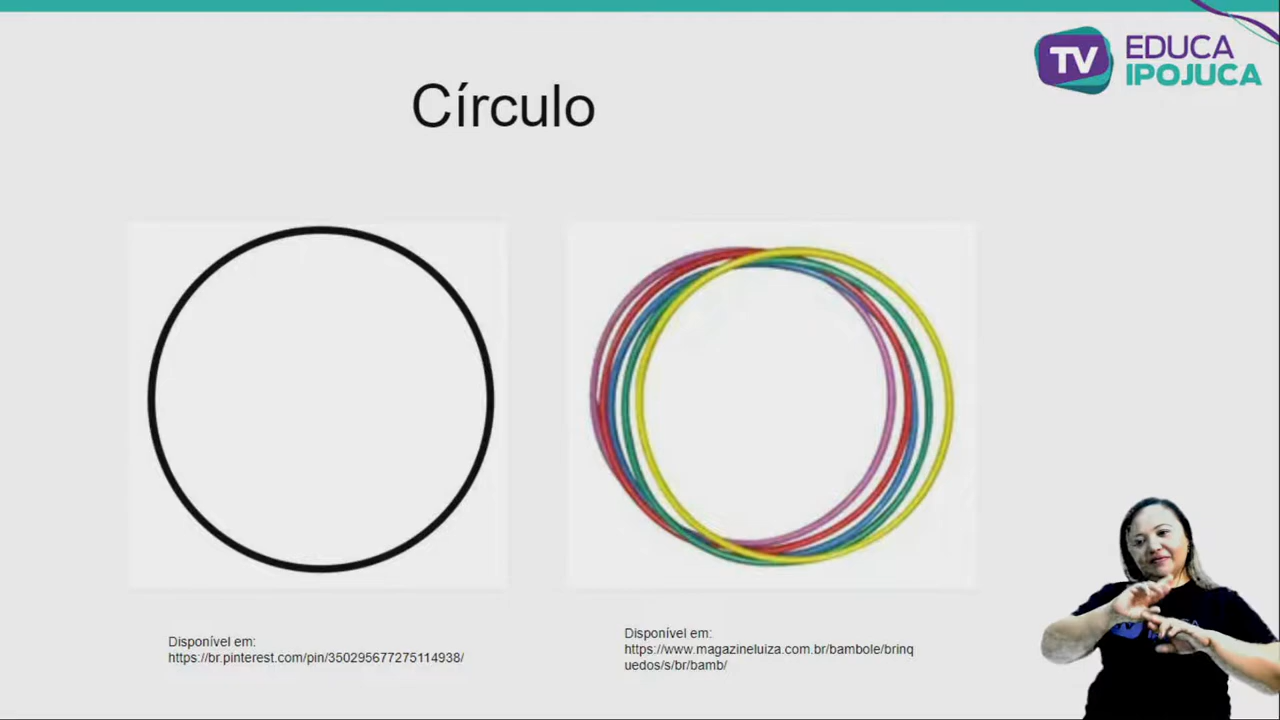 TV EDUCA
IPOJUCA
Círculo
Disponível em:
https://br.pinterest.com/pin/350295677275114938/
Disponível em:
https://www.magazineluiza.com.br/bambole/brinq
uedos/s/br/bamb/